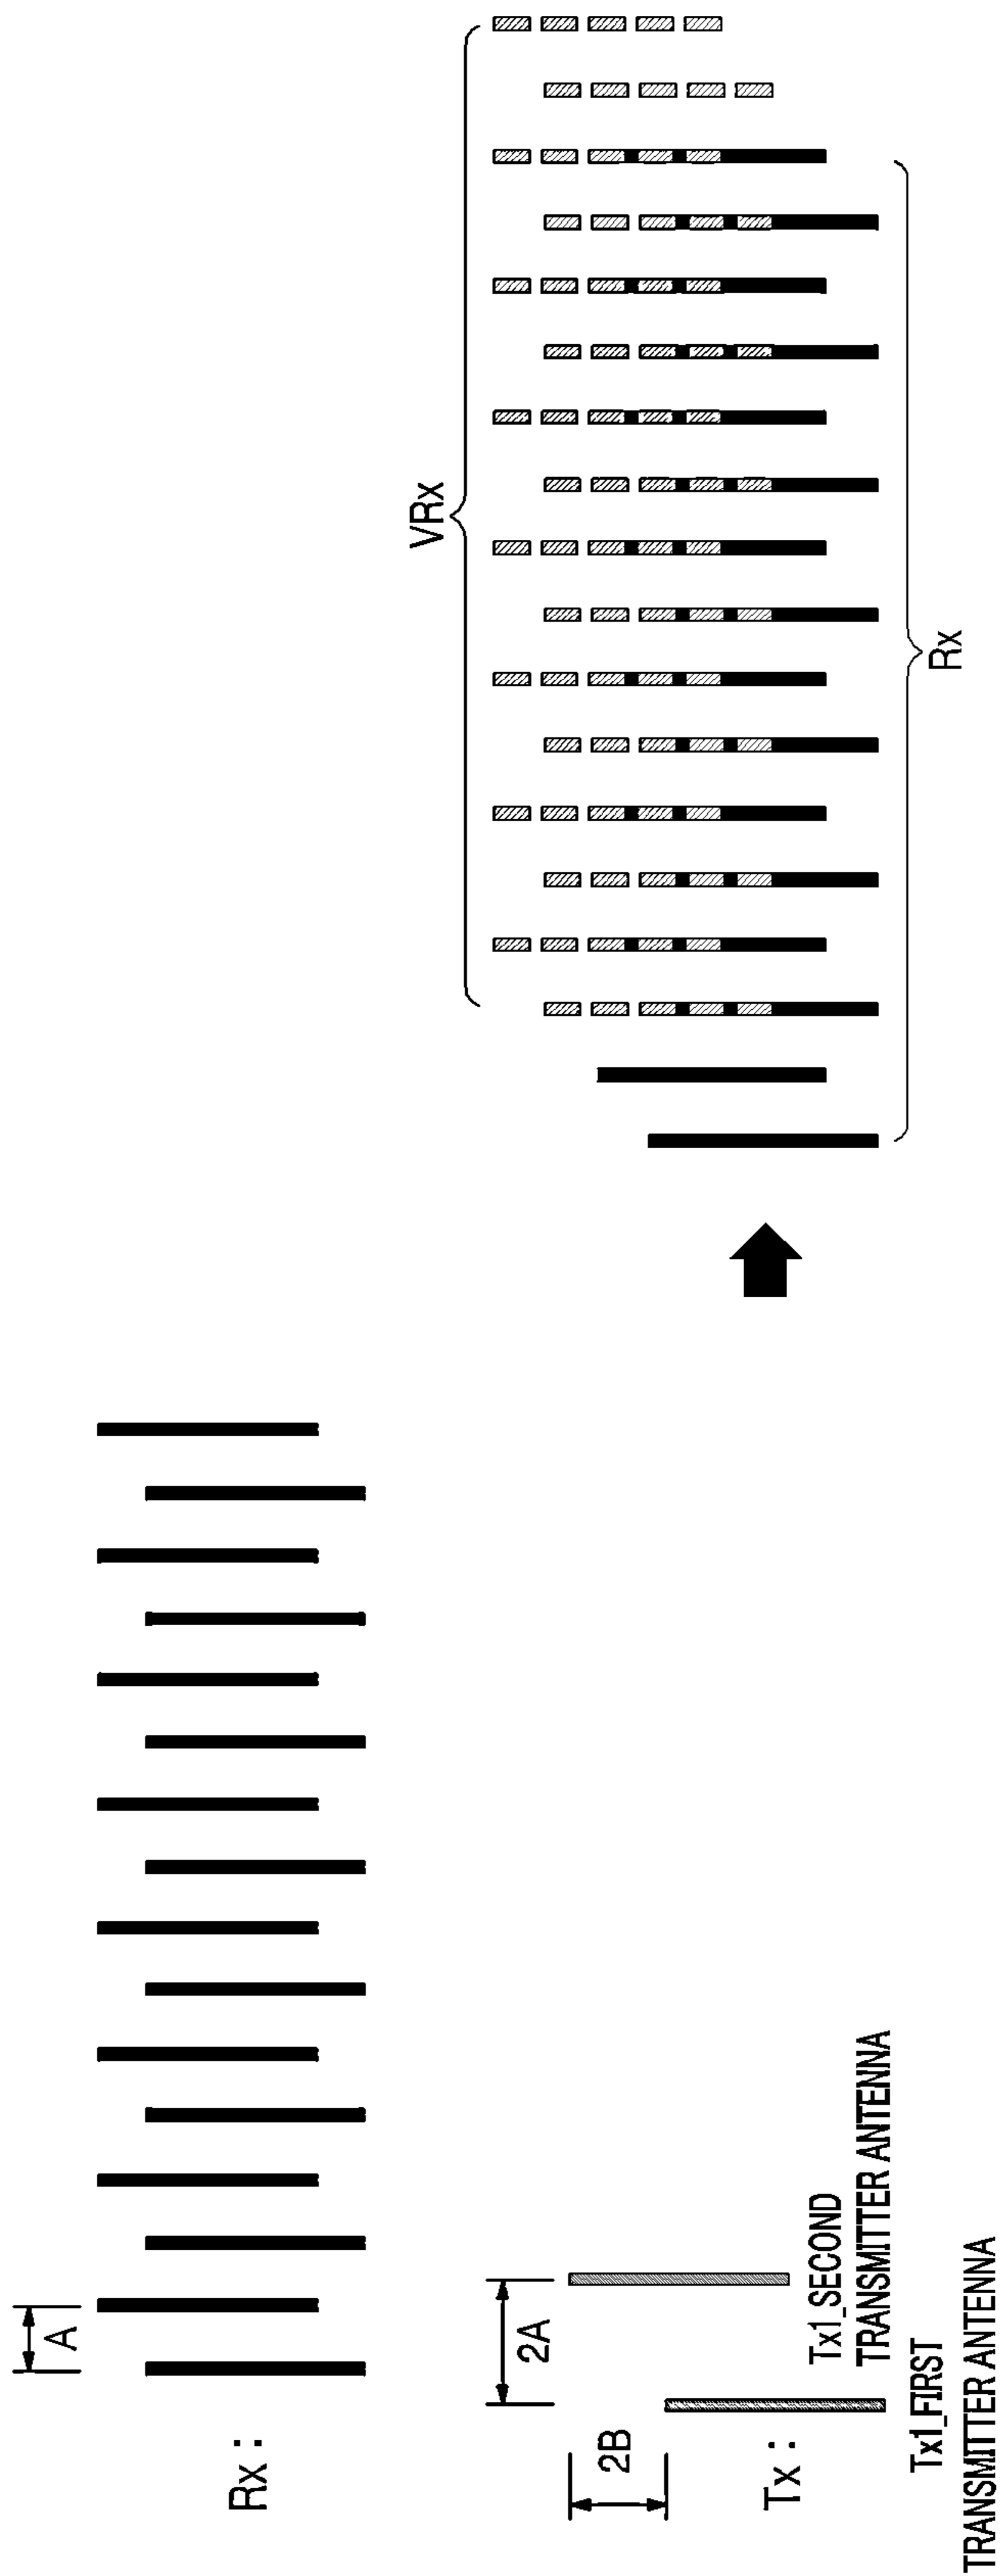 VRx
Rx
A
Rx :
2A
2B
Tx :
Tx1_SECOND
TRANSMITTER ANTENNA
Tx1_FIRST
TRANSMITTER ANTENNA